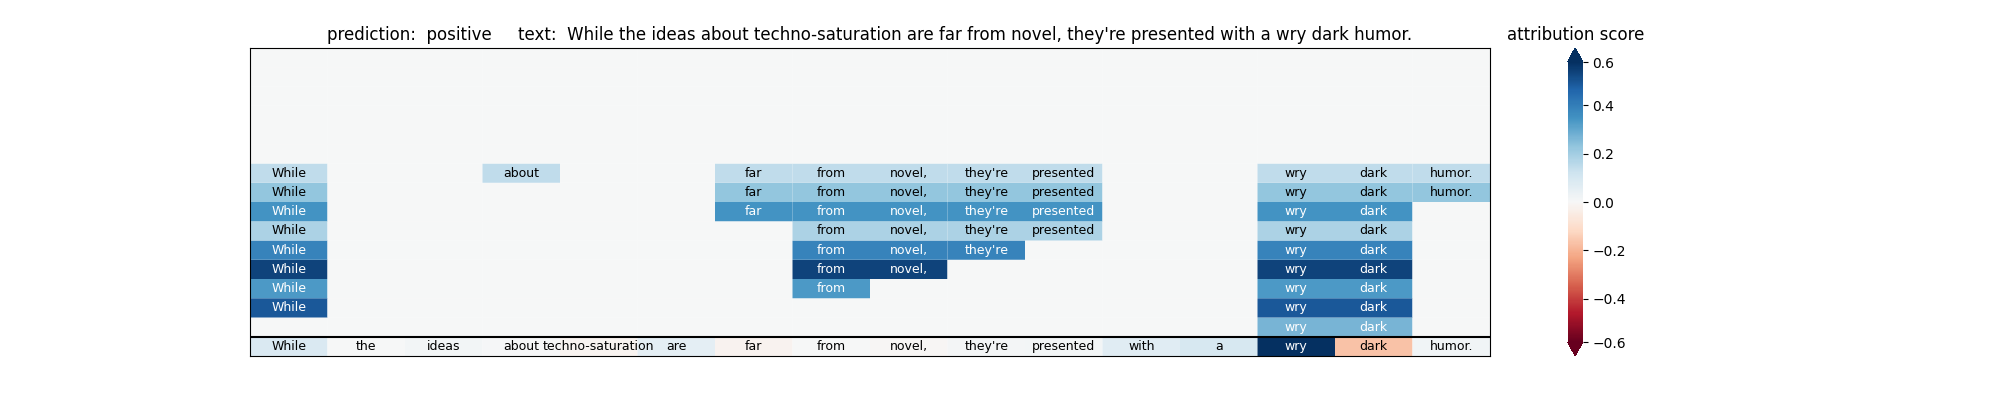 prediction:  positive     text:  While the ideas about techno-saturation are far from novel, they're presented with a wry dark humor.
attribution score
0.6
0.4
0.2
0.0
−0.2
−0.4
−0.6
While about far from novel, they're presented wry dark humor.
While far from novel, they're presented wry dark humor.
While far from novel, they're presented wry dark
While from novel, they're presented wry dark
While from novel, they're wry dark
While from novel, wry dark
While from wry dark
While wry dark
wry dark
While the ideas about techno-saturation are far from novel, they're presented with a wry dark humor.